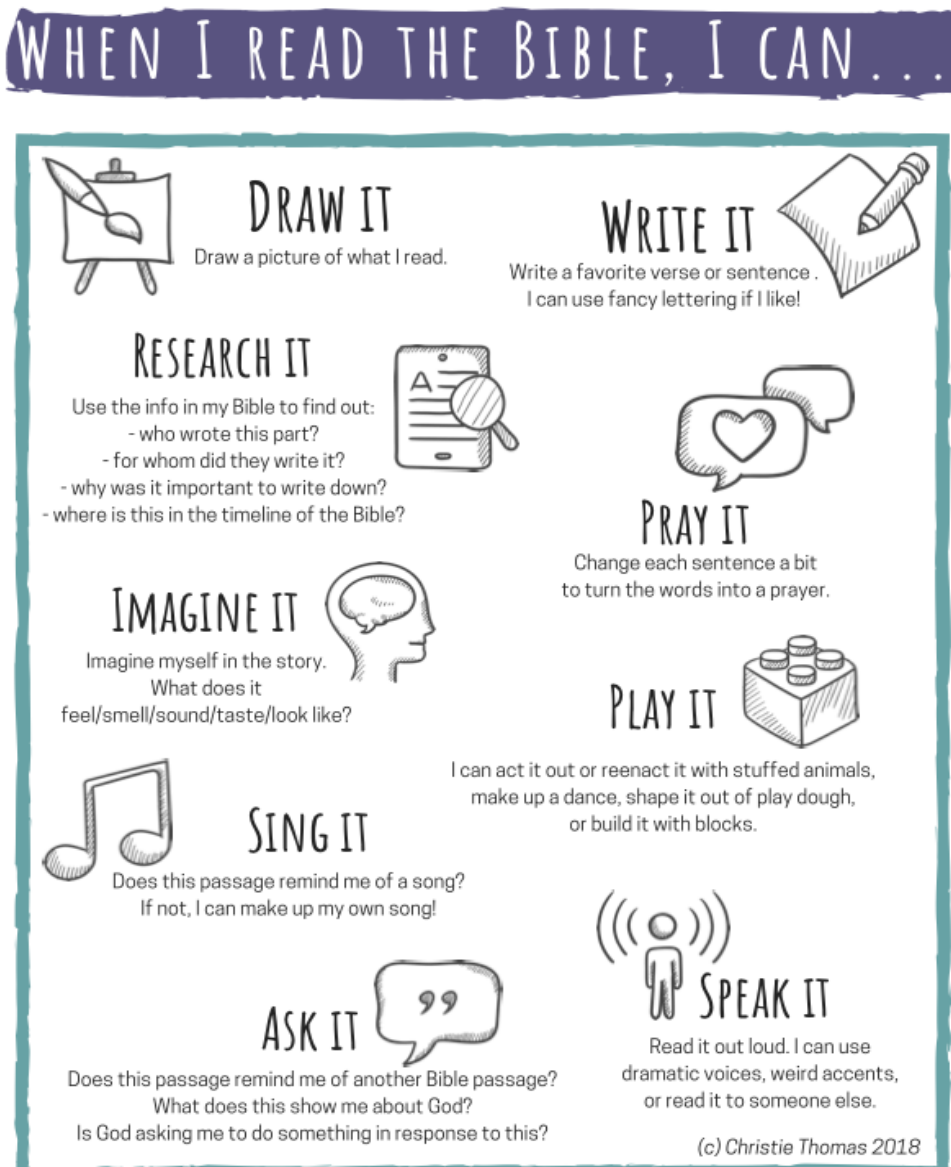 WHEN I READ THE BIBLE, I CAN...
DRAW IT
Draw a picture of what I read.
WRITE IT
Write a favorite verse or sentence .
I can use fancy lettering if I like!
RESEARCH IT
Use the info in my Bible to find out:
- who wrote this part?
- for whom did they write it?
- why was it important to write down?
- where is this in the timeline of the Bible?
A
PRAY IT
Change each sentence a bit
to turn the words into a prayer.
IMAGINE IT
Imagine myself in the story.
What does it
feel/smell/sound/taste/look like?
PLAY IT
I can act it out or reenact it with stuffed animals,
make up a dance, shape it out of play dough,
or build it with blocks.
SING IT
Does this passage remind me of a song?
If not, I can make up my own song!
ASK IT
Does this passage remind me of another Bible passage?
What does this show me about God?
Is God asking me to do something in response to this?
SPEAK IT
Read it out loud. I can use
dramatic voices, weird accents,
or read it to someone else.
(c) Christie Thomas 2018